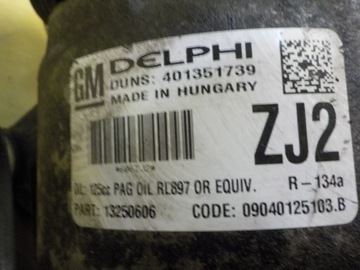 GM DELPHI
DUNS: 401351739
MADE IN HUNGARY
ZJ2
OIL: 125cc PAG OIL RL897 OR EQUIV. R-134a
PART: 13250606 CODE: 09040125103.B